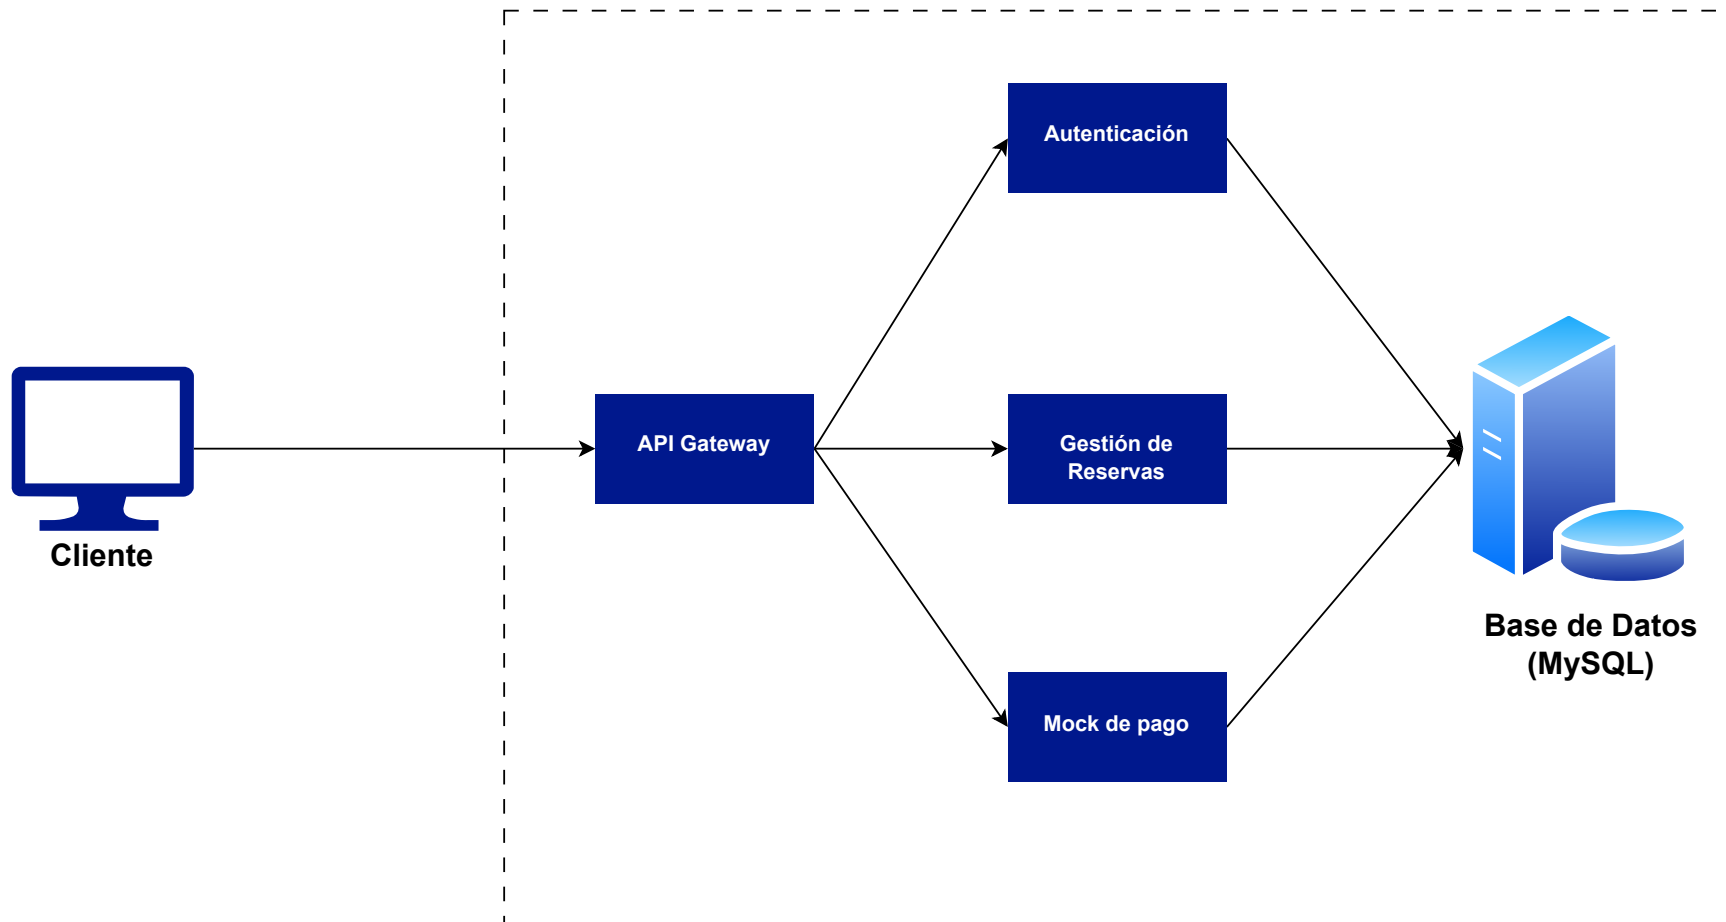 Autenticación
API Gateway
Gestión de
Reservas
Cliente
Base de Datos
(MySQL)
Mock de pago